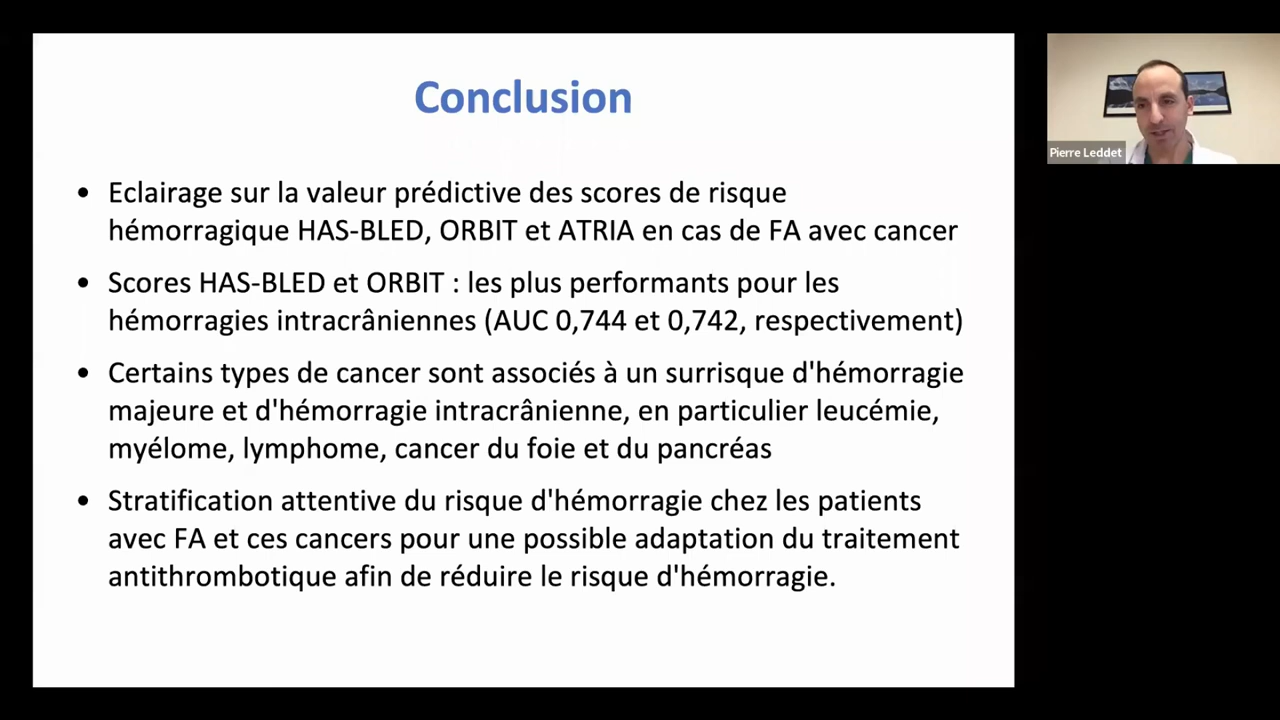 Conclusion
• Eclairage sur la valeur prédictive des scores de risque
hémorragique HAS-BLED, ORBIT et ATRIA en cas de FA avec cancer
• Scores HAS-BLED et ORBIT : les plus performants pour les
hémorragies intracrâniennes (AUC 0,744 et 0,742, respectivement)
• Certains types de cancer sont associés à un surrisque d'hémorragie
majeure et d'hémorragie intracrânienne, en particulier leucémie,
myélome, lymphome, cancer du foie et du pancréas
• Stratification attentive du risque d'hémorragie chez les patients
avec FA et ces cancers pour une possible adaptation du traitement
antithrombotique afin de réduire le risque d'hémorragie.
Pierre Leddet